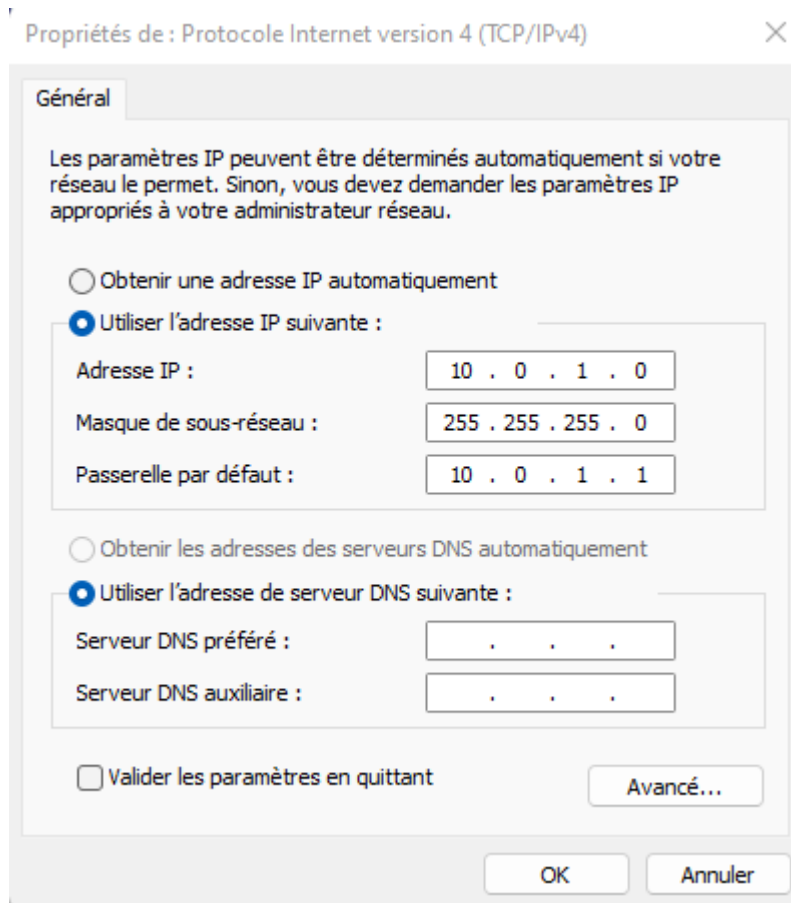 Propriétés de : Protocole Internet version 4 (TCP/IPv4)
Général
Les paramètres IP peuvent être déterminés automatiquement si votre
réseau le permet. Sinon, vous devez demander les paramètres IP
appropriés à votre administrateur réseau.
Obtenir une adresse IP automatiquement
Utiliser l’adresse IP suivante :
Adresse IP : 10 . 0 . 1 . 0
Masque de sous-réseau : 255 . 255 . 255 . 0
Passerelle par défaut : 10 . 0 . 1 . 1
Obtenir les adresses des serveurs DNS automatiquement
Utiliser l’adresse de serveur DNS suivante :
Serveur DNS préféré : . . .
Serveur DNS auxiliaire : . . .
Valider les paramètres en quittant
Avancé...
OK Annuler